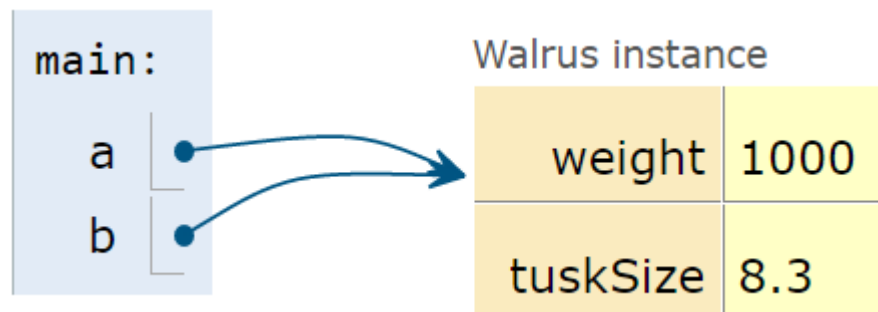 main:
a
b
Walrus instance
weight 1000
tuskSize 8.3